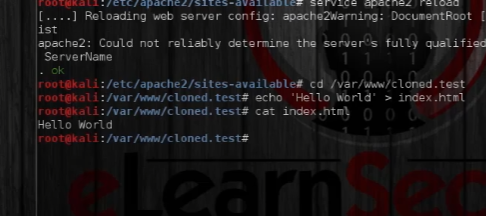 root@kali:/etc/apache2/sites-available# service apache2 reload
[....] Reloading web server config: apache2Warning: DocumentRoot [
ist
apache2: Could not reliably determine the server's fully qualified
 ServerName
. ok
root@kali:/etc/apache2/sites-available# cd /var/www/cloned.test
root@kali:/var/www/cloned.test# echo 'Hello World' > index.html
root@kali:/var/www/cloned.test# cat index.html
Hello World
root@kali:/var/www/cloned.test#
eLearnSec